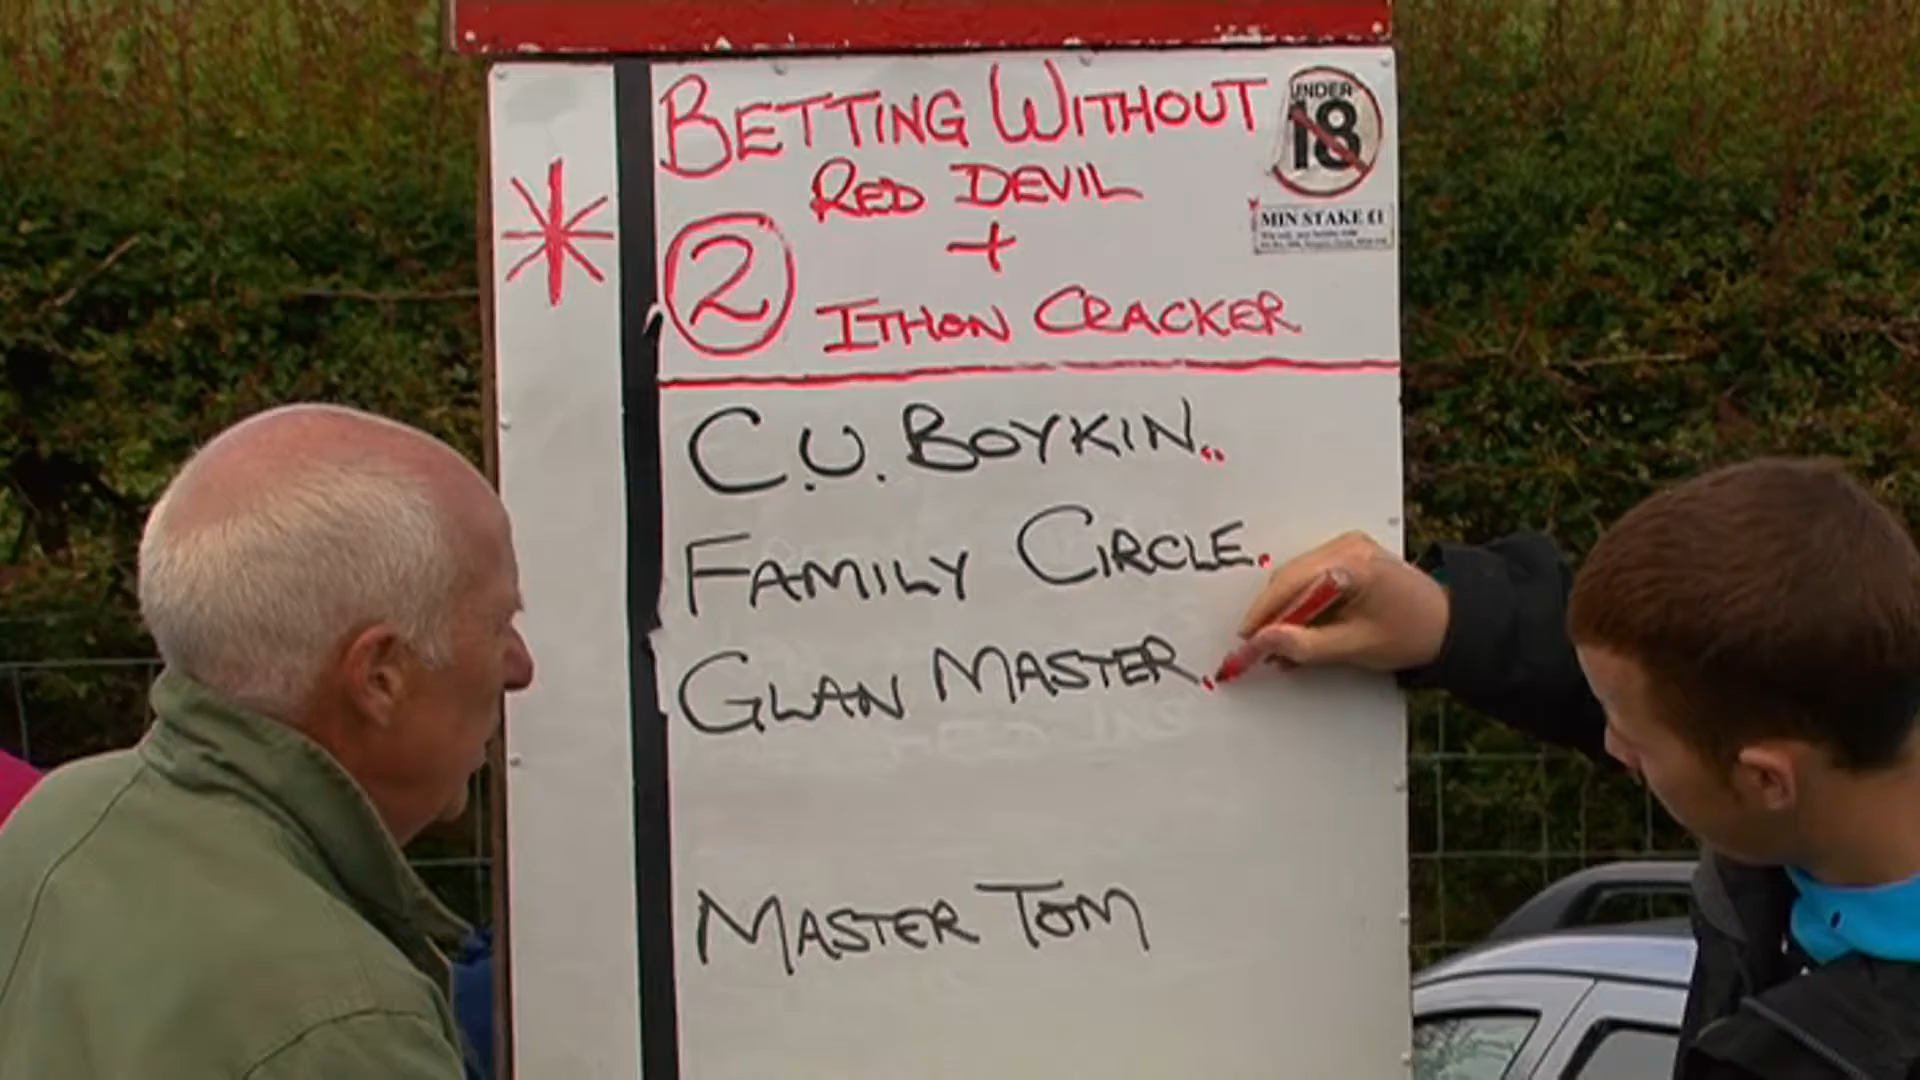 BETTING WITHOUT
RED DEVIL
+
2
ITHON CRACKER
UNDER
18
MIN STAKE £1
C.U. BOYKIN..
FAMILY CIRCLE.
GLAN MASTER.
MASTER TOM